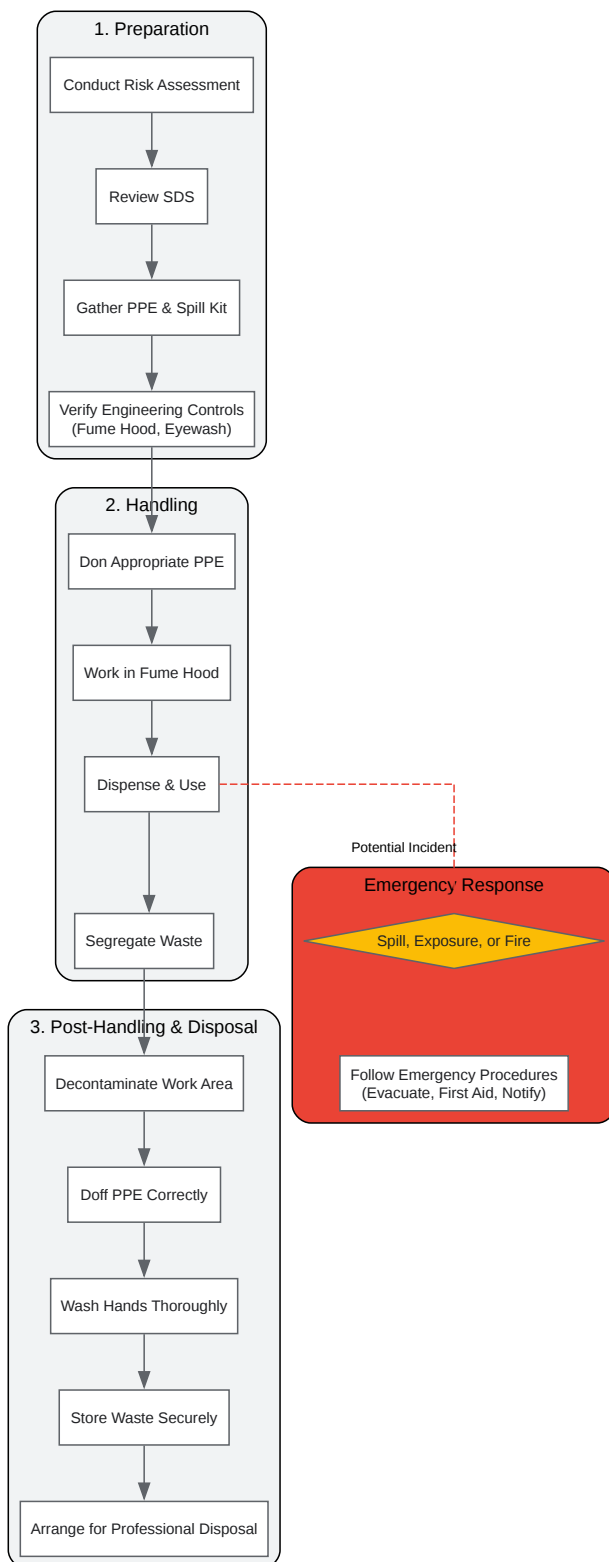 1. Preparation
Conduct Risk Assessment
Review SDS
Gather PPE & Spill Kit
Verify Engineering Controls
(Fume Hood, Eyewash)
2. Handling
Don Appropriate PPE
Work in Fume Hood
Dispense & Use
Segregate Waste
Potential Incident
Emergency Response
Spill, Exposure, or Fire
Follow Emergency Procedures
(Evacuate, First Aid, Notify)
3. Post-Handling & Disposal
Decontaminate Work Area
Doff PPE Correctly
Wash Hands Thoroughly
Store Waste Securely
Arrange for Professional Disposal